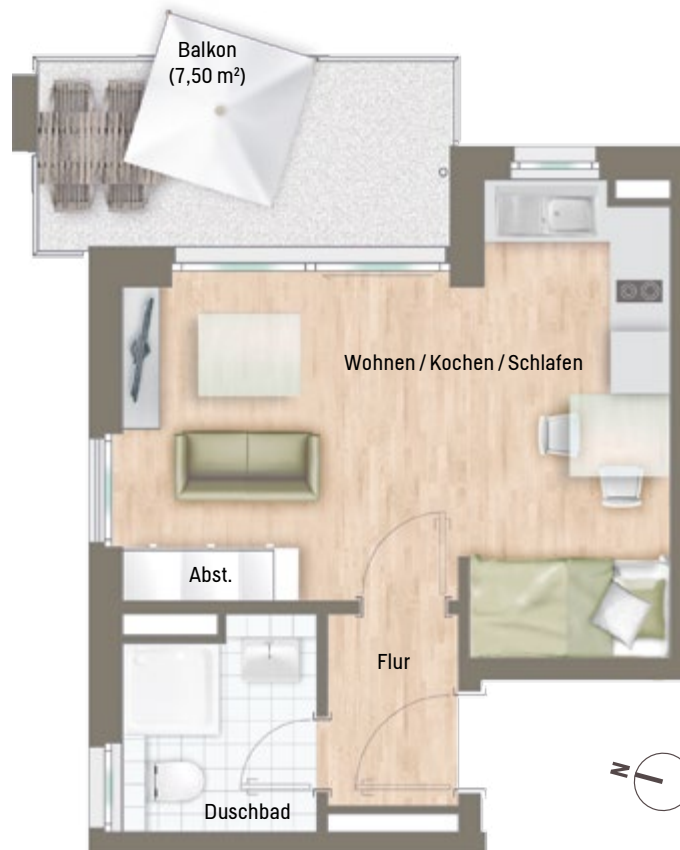 Balkon
(7,50 m²)
Wohnen / Kochen / Schlafen
Abst.
Flur
Duschbad
N